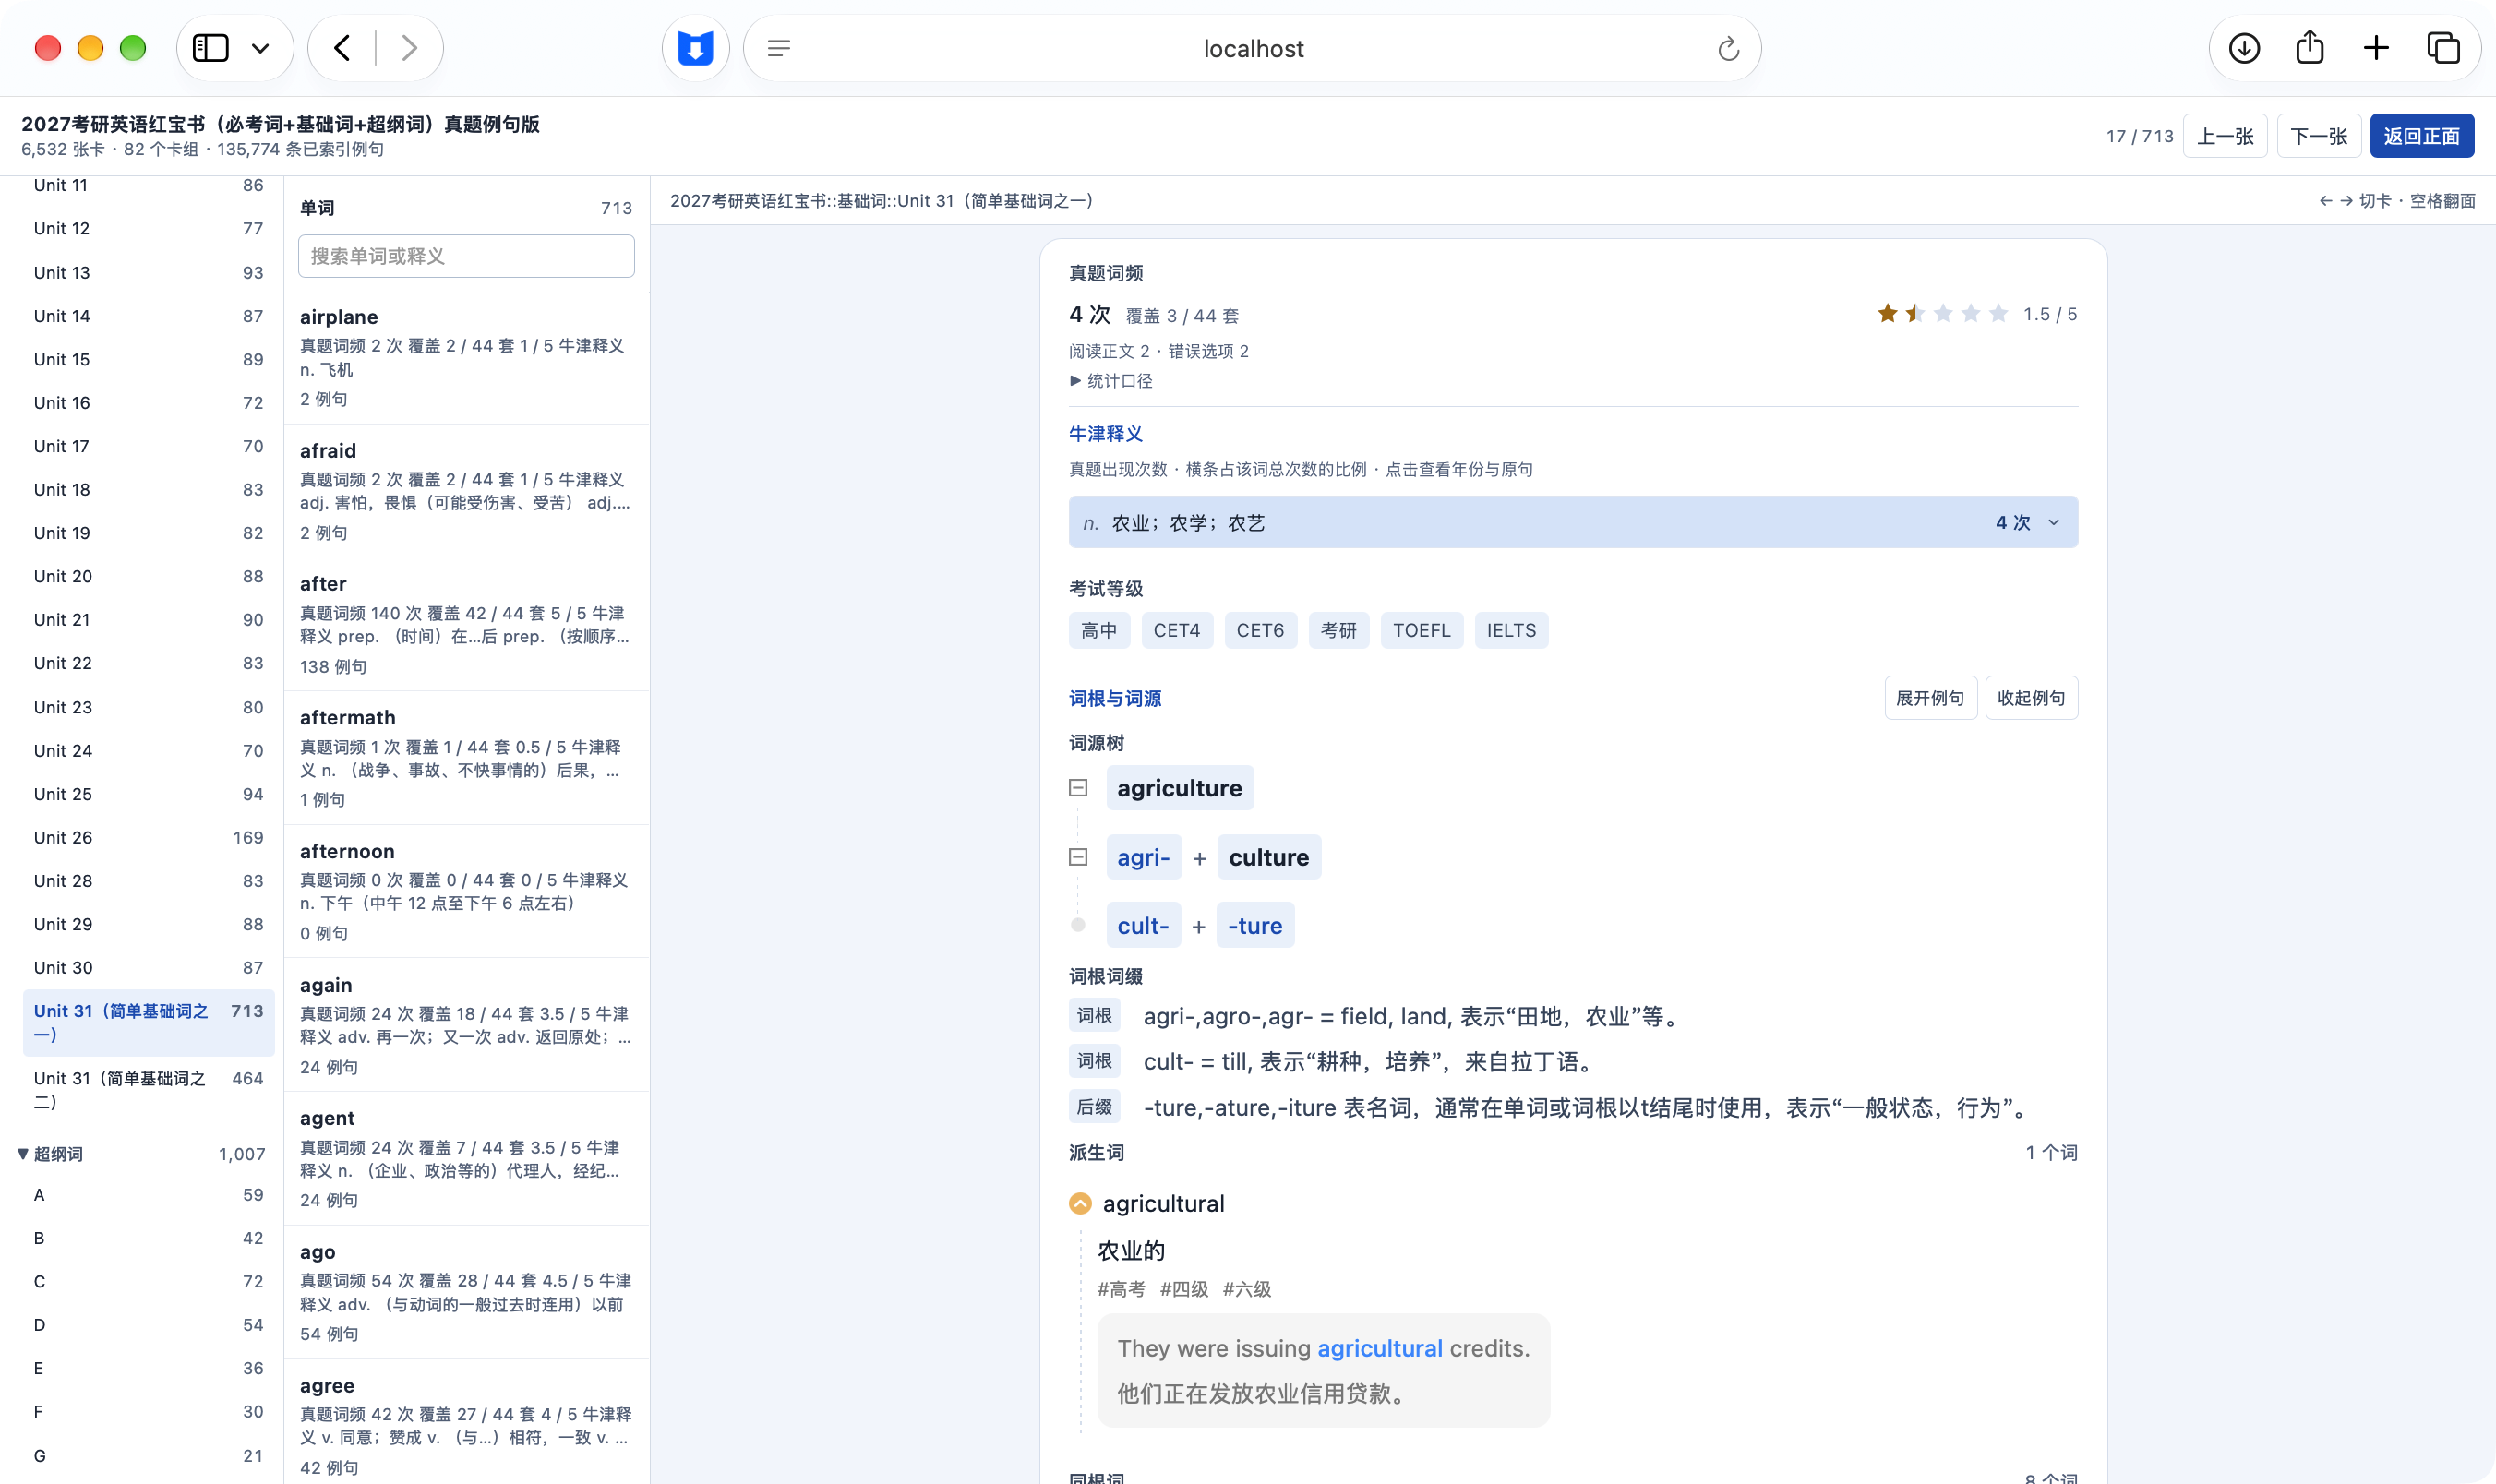 localhost
2027考研英语红宝书（必考词+基础词+超纲词）真题例句版
6,532 张卡 · 82 个卡组 · 135,774 条已索引例句
17 / 713
上一张
下一张
返回正面
Unit 11 86
Unit 12 77
Unit 13 93
Unit 14 87
Unit 15 89
Unit 16 72
Unit 17 70
Unit 18 83
Unit 19 82
Unit 20 88
Unit 21 90
Unit 22 83
Unit 23 80
Unit 24 70
Unit 25 94
Unit 26 169
Unit 28 83
Unit 29 88
Unit 30 87
Unit 31（简单基础词之 713
一）
Unit 31（简单基础词之 464
二）
▼ 超纲词 1,007
A 59
B 42
C 72
D 54
E 36
F 30
G 21
单词 713
搜索单词或释义
airplane
真题词频 2 次 覆盖 2 / 44 套 1 / 5 牛津释义
n. 飞机
2 例句
afraid
真题词频 2 次 覆盖 2 / 44 套 1 / 5 牛津释义
adj. 害怕，畏惧（可能受伤害、受苦） adj....
2 例句
after
真题词频 140 次 覆盖 42 / 44 套 5 / 5 牛津
释义 prep. （时间）在...后 prep. （按顺序...
138 例句
aftermath
真题词频 1 次 覆盖 1 / 44 套 0.5 / 5 牛津释
义 n. （战争、事故、不快事情的）后果，...
1 例句
afternoon
真题词频 0 次 覆盖 0 / 44 套 0 / 5 牛津释义
n. 下午（中午 12 点至下午 6 点左右）
0 例句
again
真题词频 24 次 覆盖 18 / 44 套 3.5 / 5 牛津
释义 adv. 再一次；又一次 adv. 返回原处；...
24 例句
agent
真题词频 24 次 覆盖 7 / 44 套 3.5 / 5 牛津
释义 n. （企业、政治等的）代理人，经纪...
24 例句
ago
真题词频 54 次 覆盖 28 / 44 套 4.5 / 5 牛津
释义 adv. （与动词的一般过去时连用）以前
54 例句
agree
真题词频 42 次 覆盖 27 / 44 套 4 / 5 牛津释
义 v. 同意；赞成 v. （与...）相符，一致 v. ...
42 例句
2027考研英语红宝书::基础词::Unit 31（简单基础词之一）
← → 切卡 · 空格翻面
真题词频
4 次 覆盖 3 / 44 套 1.5 / 5
阅读正文 2 · 错误选项 2
▶ 统计口径
牛津释义
真题出现次数 · 横条占该词总次数的比例 · 点击查看年份与原句
n. 农业；农学；农艺 4 次
考试等级
高中 CET4 CET6 考研 TOEFL IELTS
词根与词源 展开例句 收起例句
词源树
agriculture
agri- + culture
cult- + -ture
词根词缀
词根 agri-,agro-,agr- = field, land, 表示“田地，农业”等。
词根 cult- = till, 表示“耕种，培养”，来自拉丁语。
后缀 -ture,-ature,-iture 表名词，通常在单词或词根以t结尾时使用，表示“一般状态，行为”。
派生词 1 个词
agricultural
农业的
#高考 #四级 #六级
They were issuing agricultural credits.
他们正在发放农业信用贷款。
同根词 8 个词